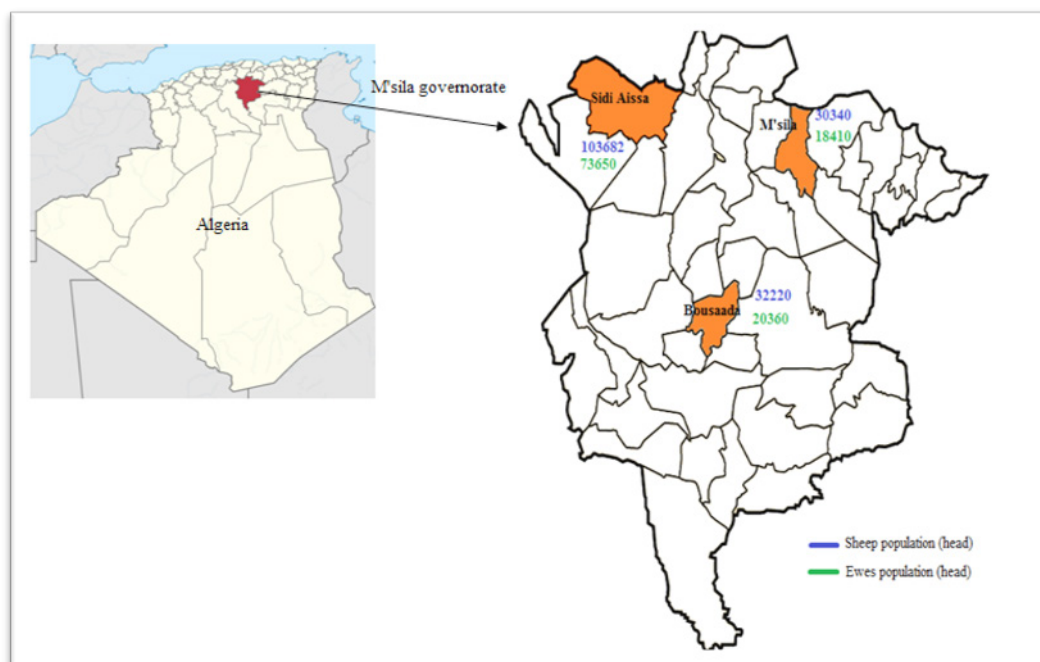 M'sila governorate
Algeria
Sidi Aissa
103682
73650
M'sila
30340
18410
Bousaada
32220
20360
Sheep population (head)
Ewes population (head)